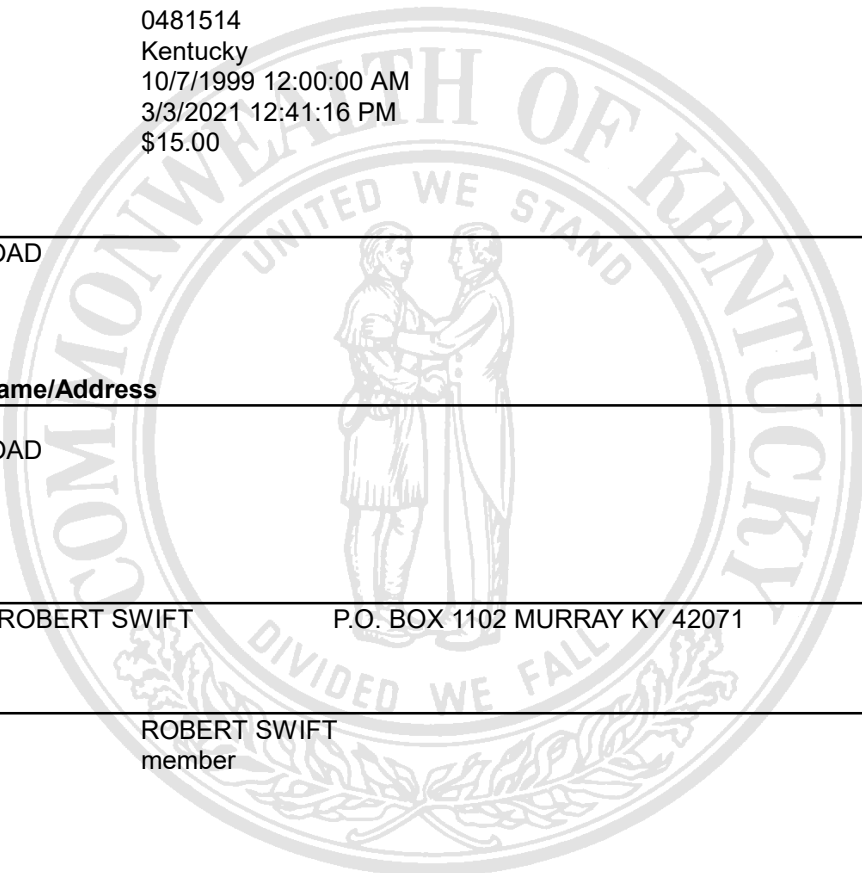 0481514
Kentucky
10/7/1999 12:00:00 AM
3/3/2021 12:41:16 PM
$15.00
COMMONWEALTH OF KENTUCKY
UNITED WE STAND
OAD
ame/Address
OAD
ROBERT SWIFT P.O. BOX 1102 MURRAY KY 42071
DIVIDED WE FALL
ROBERT SWIFT
member